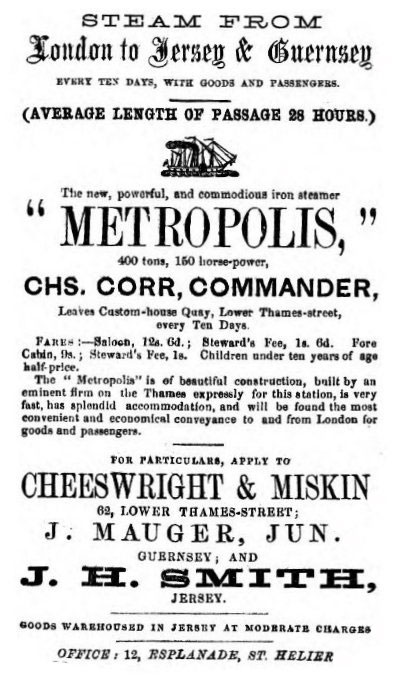 STEAM FROM
London to Jersey & Guernsey
EVERY TEN DAYS, WITH GOODS AND PASSENGERS.
(AVERAGE LENGTH OF PASSAGE 28 HOURS.)
The new, powerful, and commodious iron steamer
“ METROPOLIS, ”
400 tons, 150 horse-power,
CHS. CORR, COMMANDER,
Leaves Custom-house Quay, Lower Thames-street,
every Ten Days.
FARES :—Saloon, 12s. 6d. ; Steward's Fee, 1s. 6d. Fore
Cabin, 9s. ; Steward's Fee, 1s. Children under ten years of age
half-price.
The “ Metropolis” is of beautiful construction, built by an
eminent firm on the Thames expressly for this station, is very
fast, has splendid accommodation, and will be found the most
convenient and economical conveyance to and from London for
goods and passengers.
FOR PARTICULARS, APPLY TO
CHEESWRIGHT & MISKIN
62, LOWER THAMES-STREET;
J. MAUGER, JUN.
GUERNSEY; AND
J. H. SMITH,
JERSEY.
GOODS WAREHOUSED IN JERSEY AT MODERATE CHARGES
OFFICE: 12, ESPLANADE, ST. HELIER